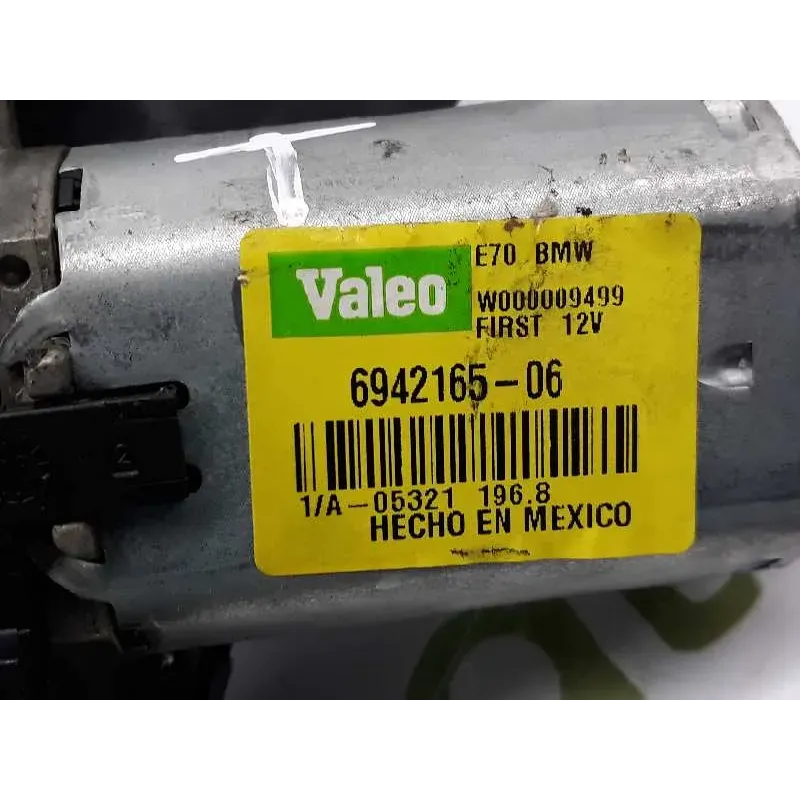 Valeo
E70 BMW
W000009499
FIRST 12V
6942165-06
1/A-05321 196.8
HECHO EN MEXICO